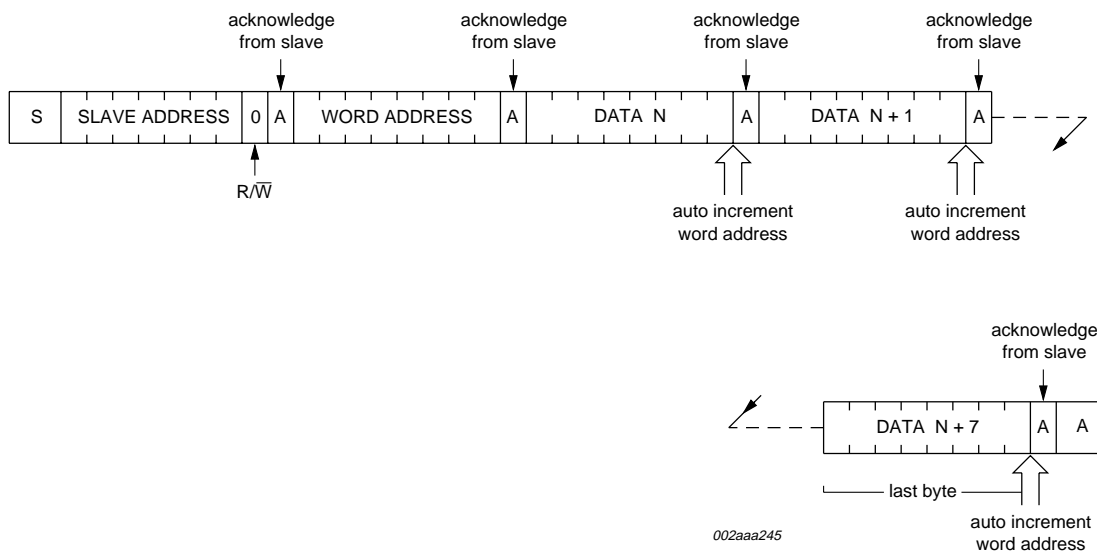 acknowledge
from slave
acknowledge
from slave
acknowledge
from slave
acknowledge
from slave
S SLAVE ADDRESS 0 A WORD ADDRESS A DATA N A DATA N + 1 A
R/W̅
auto increment
word address
auto increment
word address
acknowledge
from slave
DATA N + 7 A A
last byte
auto increment
word address
002aaa245